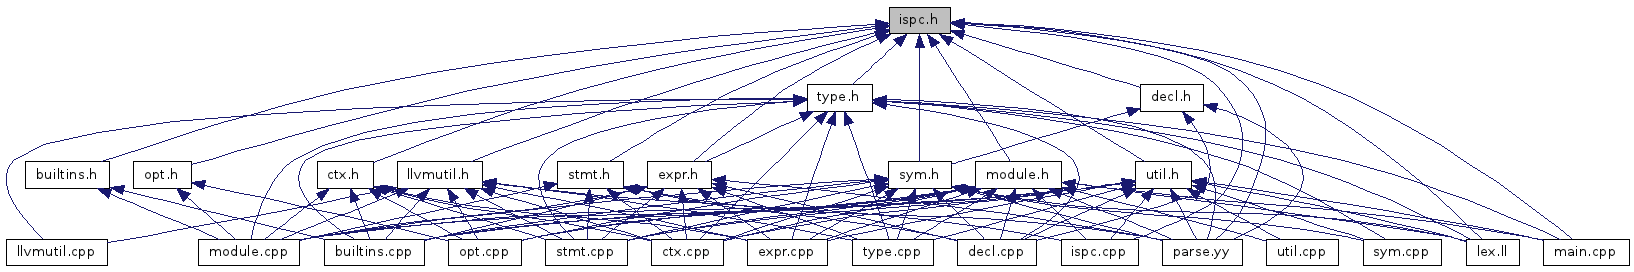 ispc.h
type.h
decl.h
builtins.h
opt.h
ctx.h
llvmutil.h
stmt.h
expr.h
sym.h
module.h
util.h
llvmutil.cpp
module.cpp
builtins.cpp
opt.cpp
stmt.cpp
ctx.cpp
expr.cpp
type.cpp
decl.cpp
ispc.cpp
parse.yy
util.cpp
sym.cpp
lex.ll
main.cpp